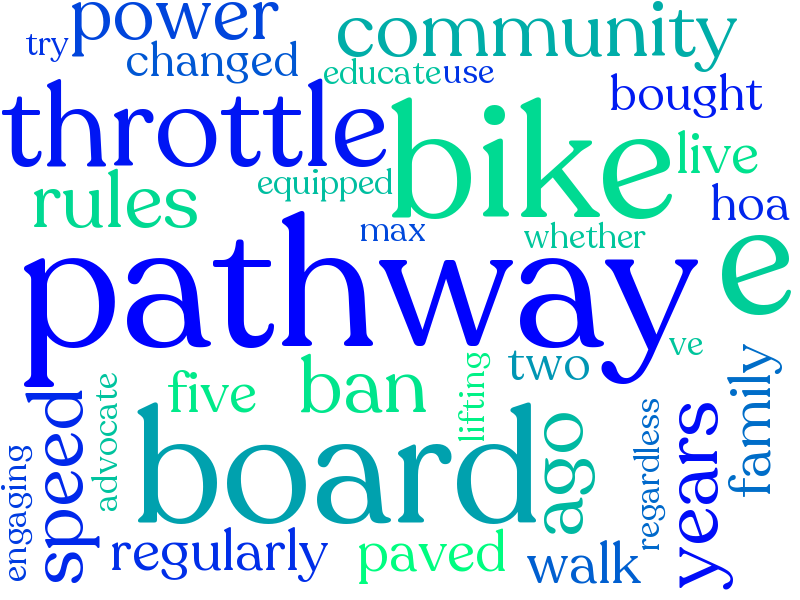 power
community
try
changed
educate
use
throttle
bike
bought
live
rules
equipped
hoa
max
whether
pathway
e
ve
two
five
ban
lifting
family
advocate
speed
board
ago
regardless
years
engaging
regularly
paved
walk